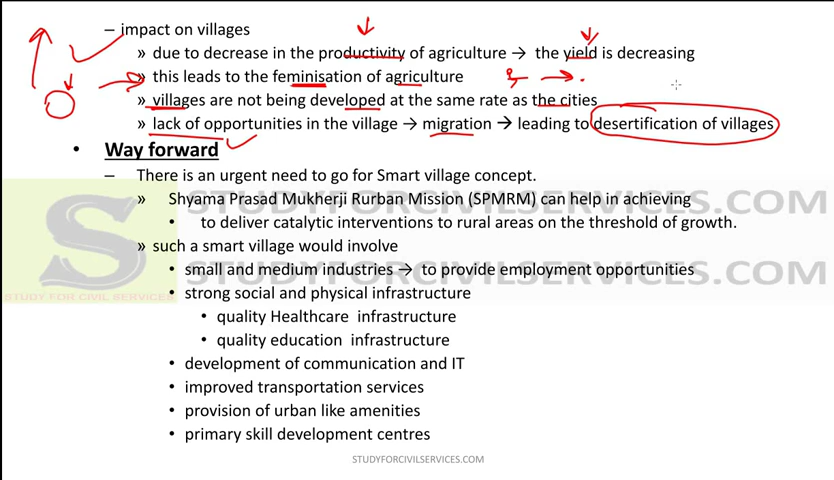 – impact on villages
» due to decrease in the productivity of agriculture → the yield is decreasing
» this leads to the feminisation of agriculture
» villages are not being developed at the same rate as the cities
» lack of opportunities in the village → migration → leading to desertification of villages
• Way forward
– There is an urgent need to go for Smart village concept.
» Shyama Prasad Mukherji Rurban Mission (SPMRM) can help in achieving
• to deliver catalytic interventions to rural areas on the threshold of growth.
» such a smart village would involve
• small and medium industries → to provide employment opportunities
• strong social and physical infrastructure
• quality Healthcare infrastructure
• quality education infrastructure
• development of communication and IT
• improved transportation services
• provision of urban like amenities
• primary skill development centres
STUDYFORCIVILSERVICES.COM
STUDYFORCIVILSERVICES.COM
S
STUDY FOR CIVIL SERVICES
STUDYFORCIVILSERVICES.COM